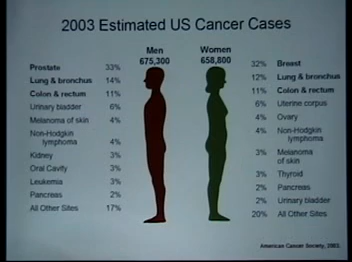 2003 Estimated US Cancer Cases
Men
675,300
Women
658,800
Prostate 33%
Lung & bronchus 14%
Colon & rectum 11%
Urinary bladder 6%
Melanoma of skin 4%
Non-Hodgkin
lymphoma 4%
Kidney 3%
Oral Cavity 3%
Leukemia 3%
Pancreas 2%
All Other Sites 17%
32% Breast
12% Lung & bronchus
11% Colon & rectum
6% Uterine corpus
4% Ovary
4% Non-Hodgkin
lymphoma
3% Melanoma
of skin
3% Thyroid
2% Pancreas
2% Urinary bladder
20% All Other Sites
American Cancer Society, 2003.